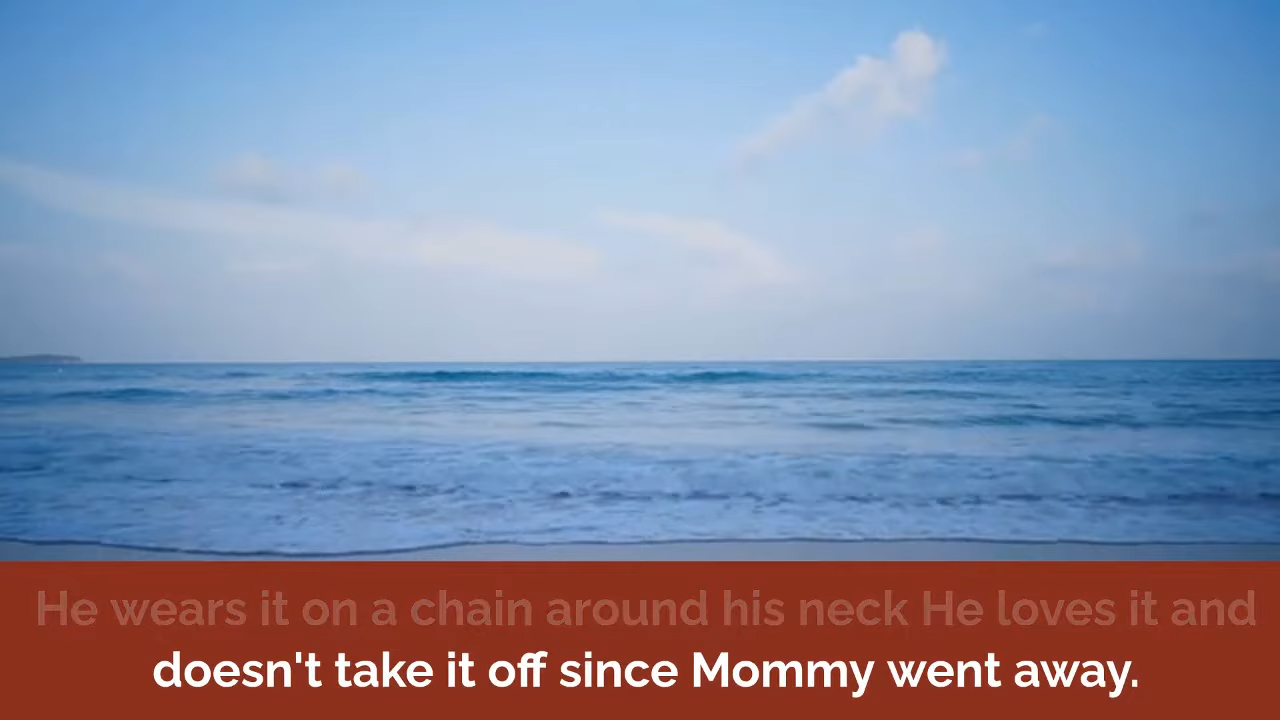 He wears it on a chain around his neck He loves it and
doesn't take it off since Mommy went away.